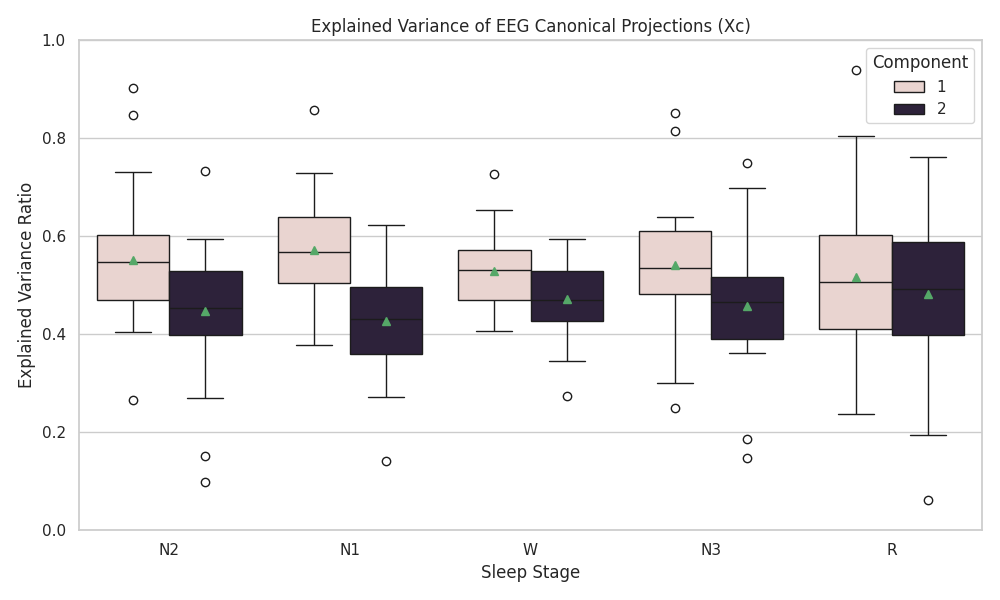 Explained Variance of EEG Canonical Projections (Xc)
Component
1
2
Explained Variance Ratio
1.0
0.8
0.6
0.4
0.2
0.0
N2
N1
W
N3
R
Sleep Stage